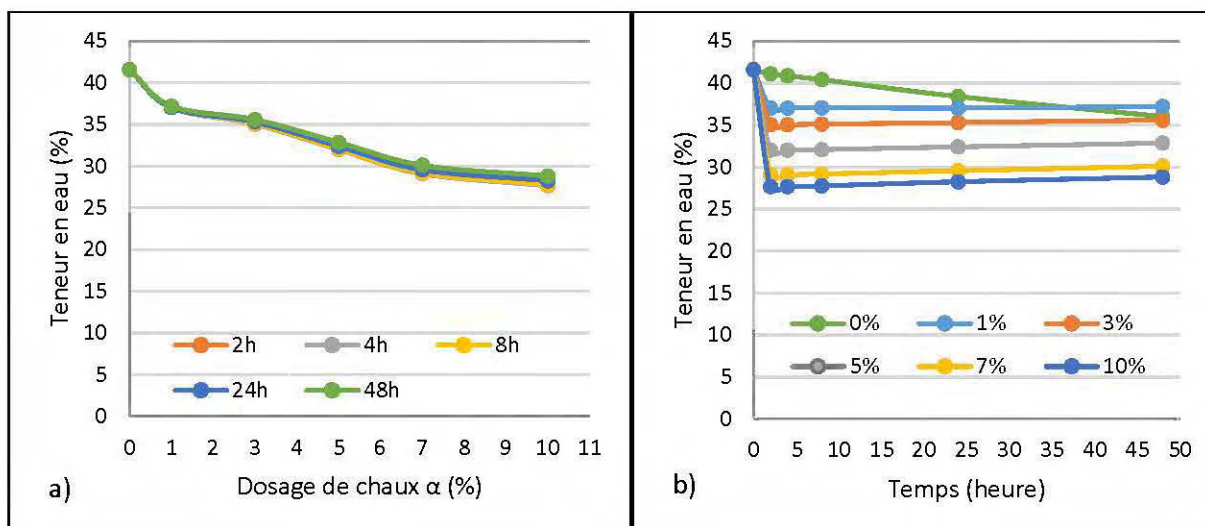 45
40
35
30
25
20
15
10
5
0
Teneur en eau (%)
2h 4h 8h
24h 48h
0 1 2 3 4 5 6 7 8 9 10 11
Dosage de chaux α (%)
a)
45
40
35
30
25
20
15
10
5
0
Teneur en eau (%)
0% 1% 3%
5% 7% 10%
0 5 10 15 20 25 30 35 40 45 50
Temps (heure)
b)